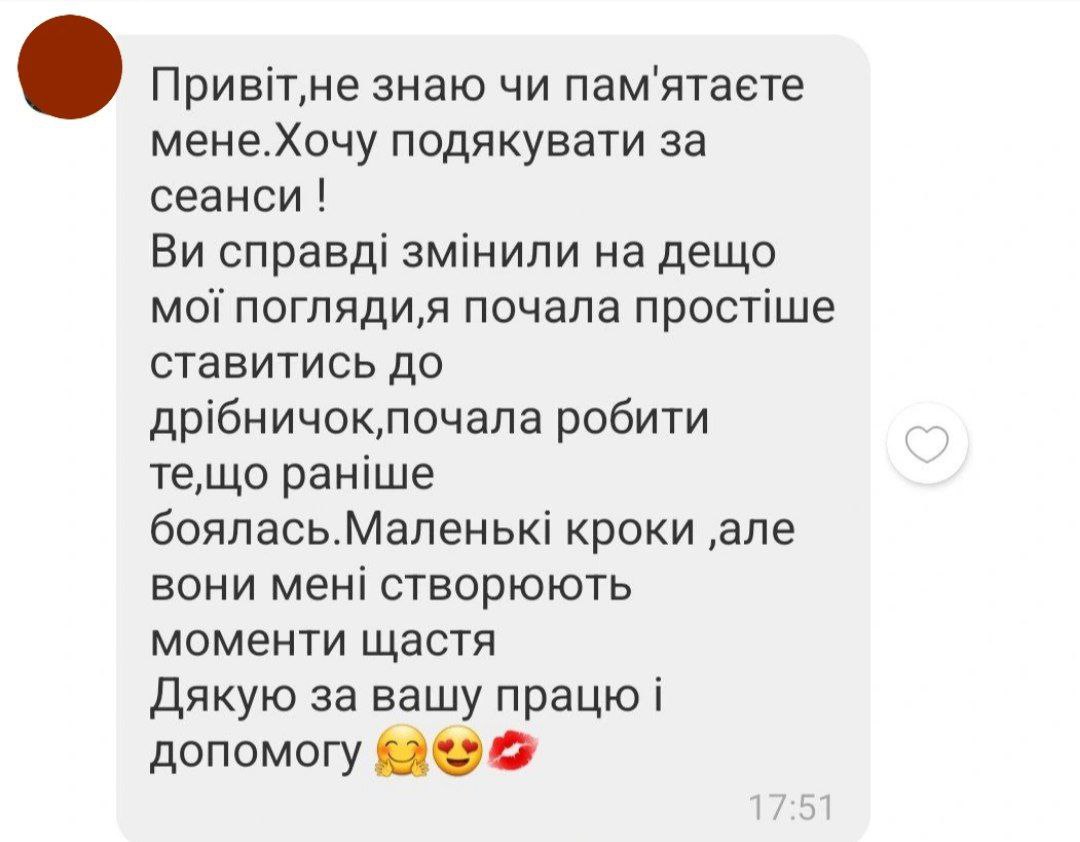 Привіт,не знаю чи пам'ятаєте
мене.Хочу подякувати за
сеанси !
Ви справді змінили на дещо
мої погляди,я почала простіше
ставитись до
дрібничок,почала робити
те,що раніше
боялась.Маленькі кроки ,але
вони мені створюють
моменти щастя
Дякую за вашу працю і
допомогу 🤗😍💋
17:51